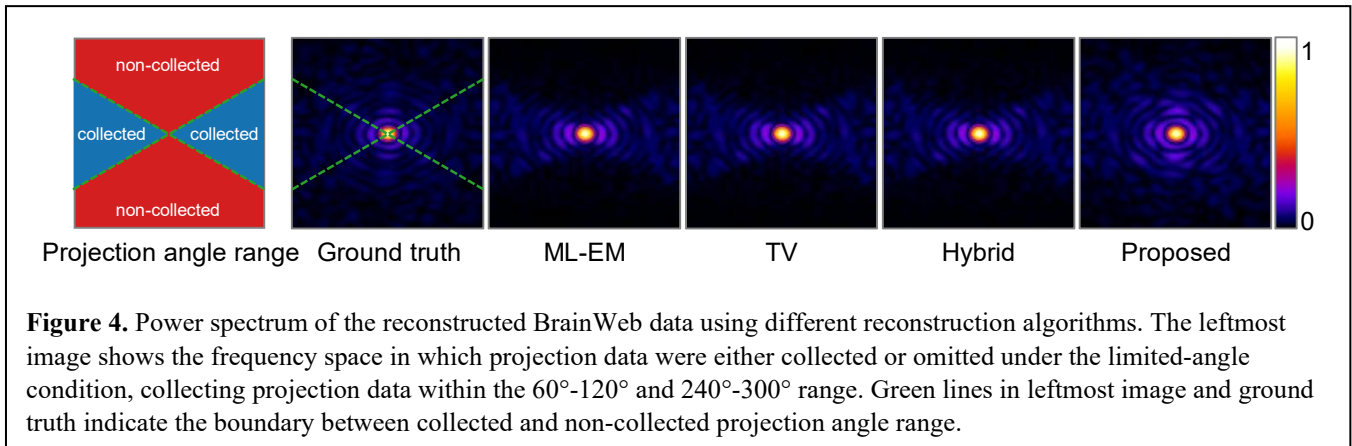 non-collected
collected collected
non-collected
1
0
Projection angle range Ground truth ML-EM TV Hybrid Proposed
Figure 4. Power spectrum of the reconstructed BrainWeb data using different reconstruction algorithms. The leftmost
image shows the frequency space in which projection data were either collected or omitted under the limited-angle
condition, collecting projection data within the 60°-120° and 240°-300° range. Green lines in leftmost image and ground
truth indicate the boundary between collected and non-collected projection angle range.